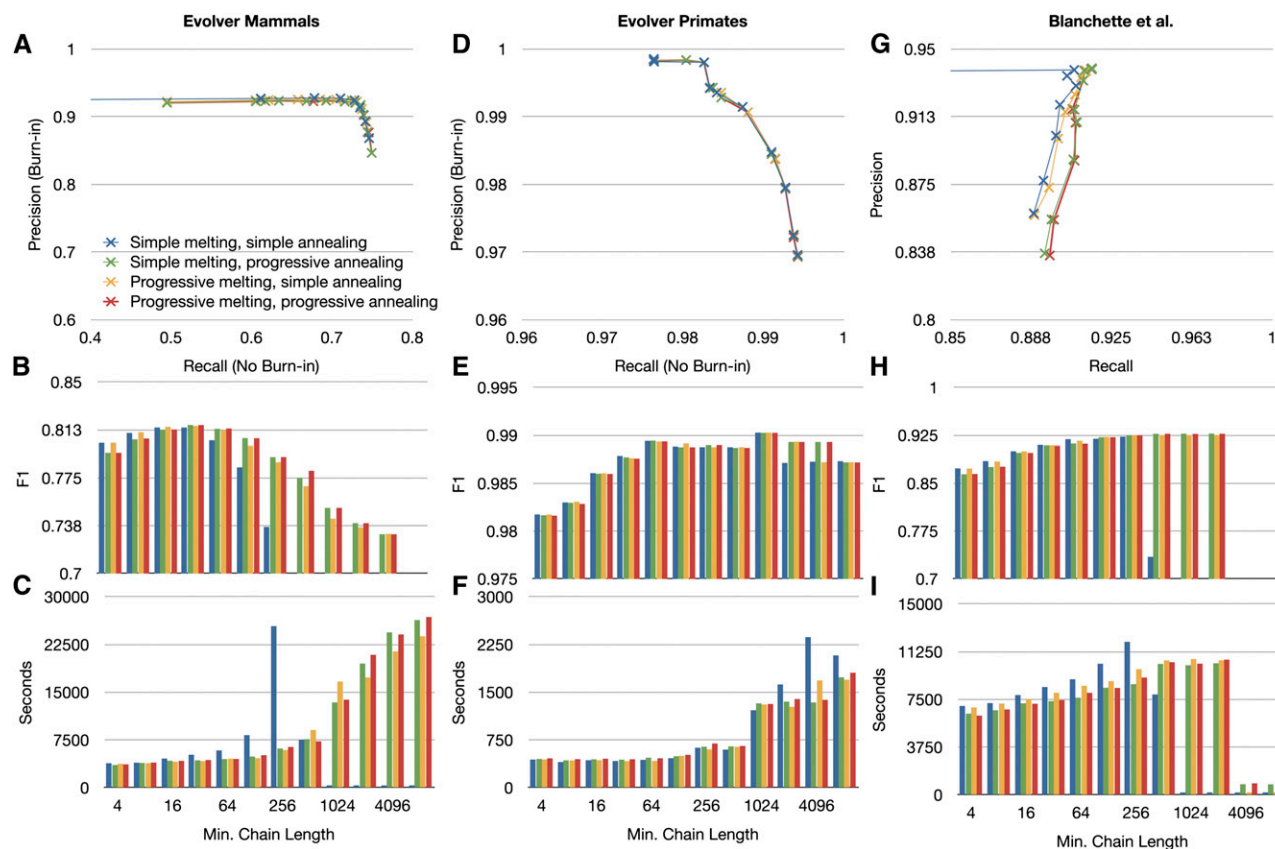 Evolver Mammals
Evolver Primates
Blanchette et al.
A
Precision (Burn-in)
1
0.9
0.8
0.7
0.6
0.4
0.5
0.6
0.7
0.8
Recall (No Burn-in)
Simple melting, simple annealing
Simple melting, progressive annealing
Progressive melting, simple annealing
Progressive melting, progressive annealing
D
Precision (Burn-in)
1
0.99
0.98
0.97
0.96
0.96
0.97
0.98
0.99
1
Recall (No Burn-in)
G
Precision
0.95
0.913
0.875
0.838
0.8
0.85
0.888
0.925
0.963
1
Recall
B
F1
0.85
0.813
0.775
0.738
0.7
E
F1
0.995
0.99
0.985
0.98
0.975
H
F1
1
0.925
0.85
0.775
0.7
C
Seconds
30000
22500
15000
7500
0
4
16
64
256
1024
4096
Min. Chain Length
F
Seconds
3000
2250
1500
750
0
4
16
64
256
1024
4096
Min. Chain Length
I
Seconds
15000
11250
7500
3750
0
4
16
64
256
1024
4096
Min. Chain Length